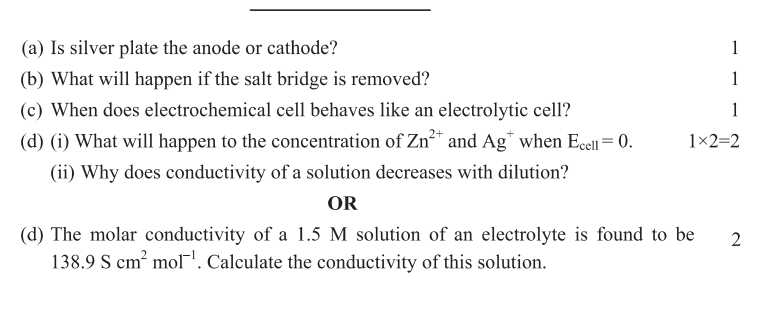 (a) Is silver plate the anode or cathode? 1
(b) What will happen if the salt bridge is removed? 1
(c) When does electrochemical cell behaves like an electrolytic cell? 1
(d) (i) What will happen to the concentration of Zn²⁺ and Ag⁺ when E_cell = 0. 1×2=2
(ii) Why does conductivity of a solution decreases with dilution?
OR
(d) The molar conductivity of a 1.5 M solution of an electrolyte is found to be 2
138.9 S cm² mol⁻¹. Calculate the conductivity of this solution.